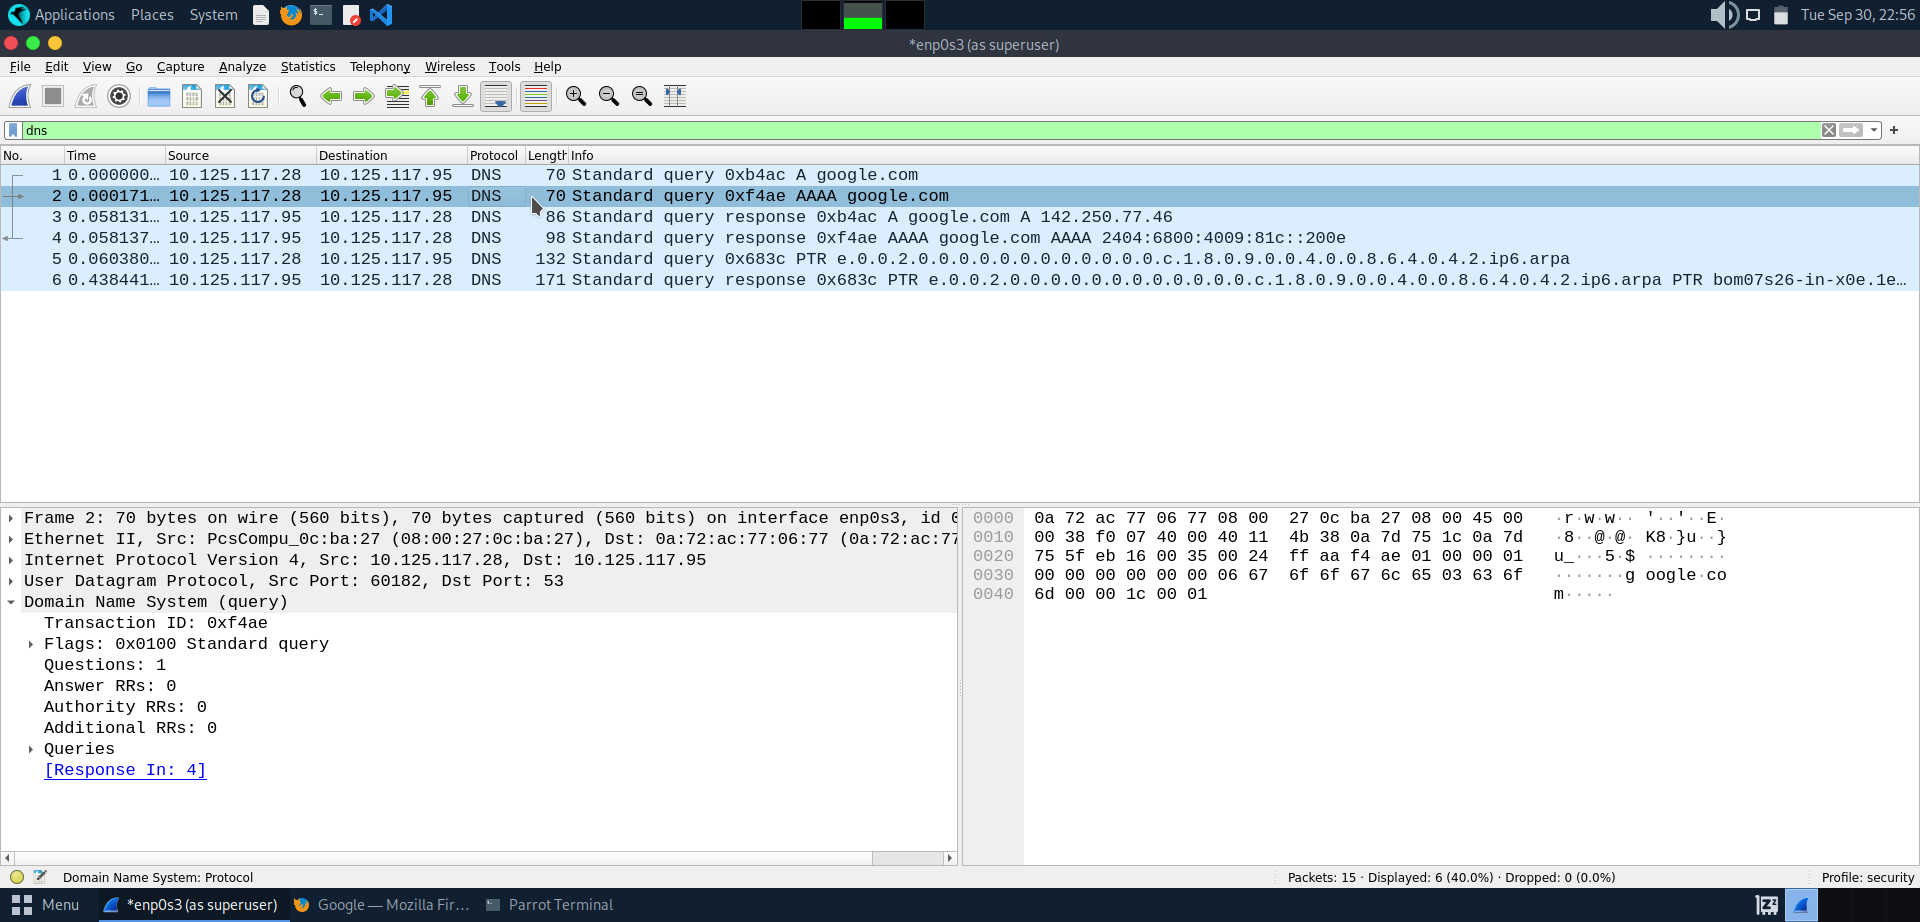 Applications Places System Tue Sep 30, 22:56
*enp0s3 (as superuser)
File Edit View Go Capture Analyze Statistics Telephony Wireless Tools Help
dns
No. Time Source Destination Protocol Length Info
1 0.000000… 10.125.117.28 10.125.117.95 DNS 70 Standard query 0xb4ac A google.com
2 0.000171… 10.125.117.28 10.125.117.95 DNS 70 Standard query 0xf4ae AAAA google.com
3 0.058131… 10.125.117.95 10.125.117.28 DNS 86 Standard query response 0xb4ac A google.com A 142.250.77.46
4 0.058137… 10.125.117.95 10.125.117.28 DNS 98 Standard query response 0xf4ae AAAA google.com AAAA 2404:6800:4009:81c::200e
5 0.060380… 10.125.117.28 10.125.117.95 DNS 132 Standard query 0x683c PTR e.0.0.2.0.0.0.0.0.0.0.0.0.0.0.0.c.1.8.0.9.0.0.4.0.0.8.6.4.0.4.2.ip6.arpa
6 0.438441… 10.125.117.95 10.125.117.28 DNS 171 Standard query response 0x683c PTR e.0.0.2.0.0.0.0.0.0.0.0.0.0.0.0.c.1.8.0.9.0.0.4.0.0.8.6.4.0.4.2.ip6.arpa PTR bom07s26-in-x0e.1e…
Frame 2: 70 bytes on wire (560 bits), 70 bytes captured (560 bits) on interface enp0s3, id 0
Ethernet II, Src: PcsCompu_0c:ba:27 (08:00:27:0c:ba:27), Dst: 0a:72:ac:77:06:77 (0a:72:ac:77
Internet Protocol Version 4, Src: 10.125.117.28, Dst: 10.125.117.95
User Datagram Protocol, Src Port: 60182, Dst Port: 53
Domain Name System (query)
Transaction ID: 0xf4ae
Flags: 0x0100 Standard query
Questions: 1
Answer RRs: 0
Authority RRs: 0
Additional RRs: 0
Queries
[Response In: 4]
0000 0a 72 ac 77 06 77 08 00 27 0c ba 27 08 00 45 00 ·r·w·w·· '··'··E·
0010 00 38 f0 07 40 00 40 11 4b 38 0a 7d 75 1c 0a 7d ·8··@·@· K8·}u··}
0020 75 5f eb 16 00 35 00 24 ff aa f4 ae 01 00 00 01 u_···5·$ ········
0030 00 00 00 00 00 00 06 67 6f 6f 67 6c 65 03 63 6f ·······g oogle·co
0040 6d 00 00 1c 00 01 m·····
Domain Name System: Protocol Packets: 15 · Displayed: 6 (40.0%) · Dropped: 0 (0.0%) Profile: security
Menu *enp0s3 (as superuser) Google — Mozilla Fir… Parrot Terminal